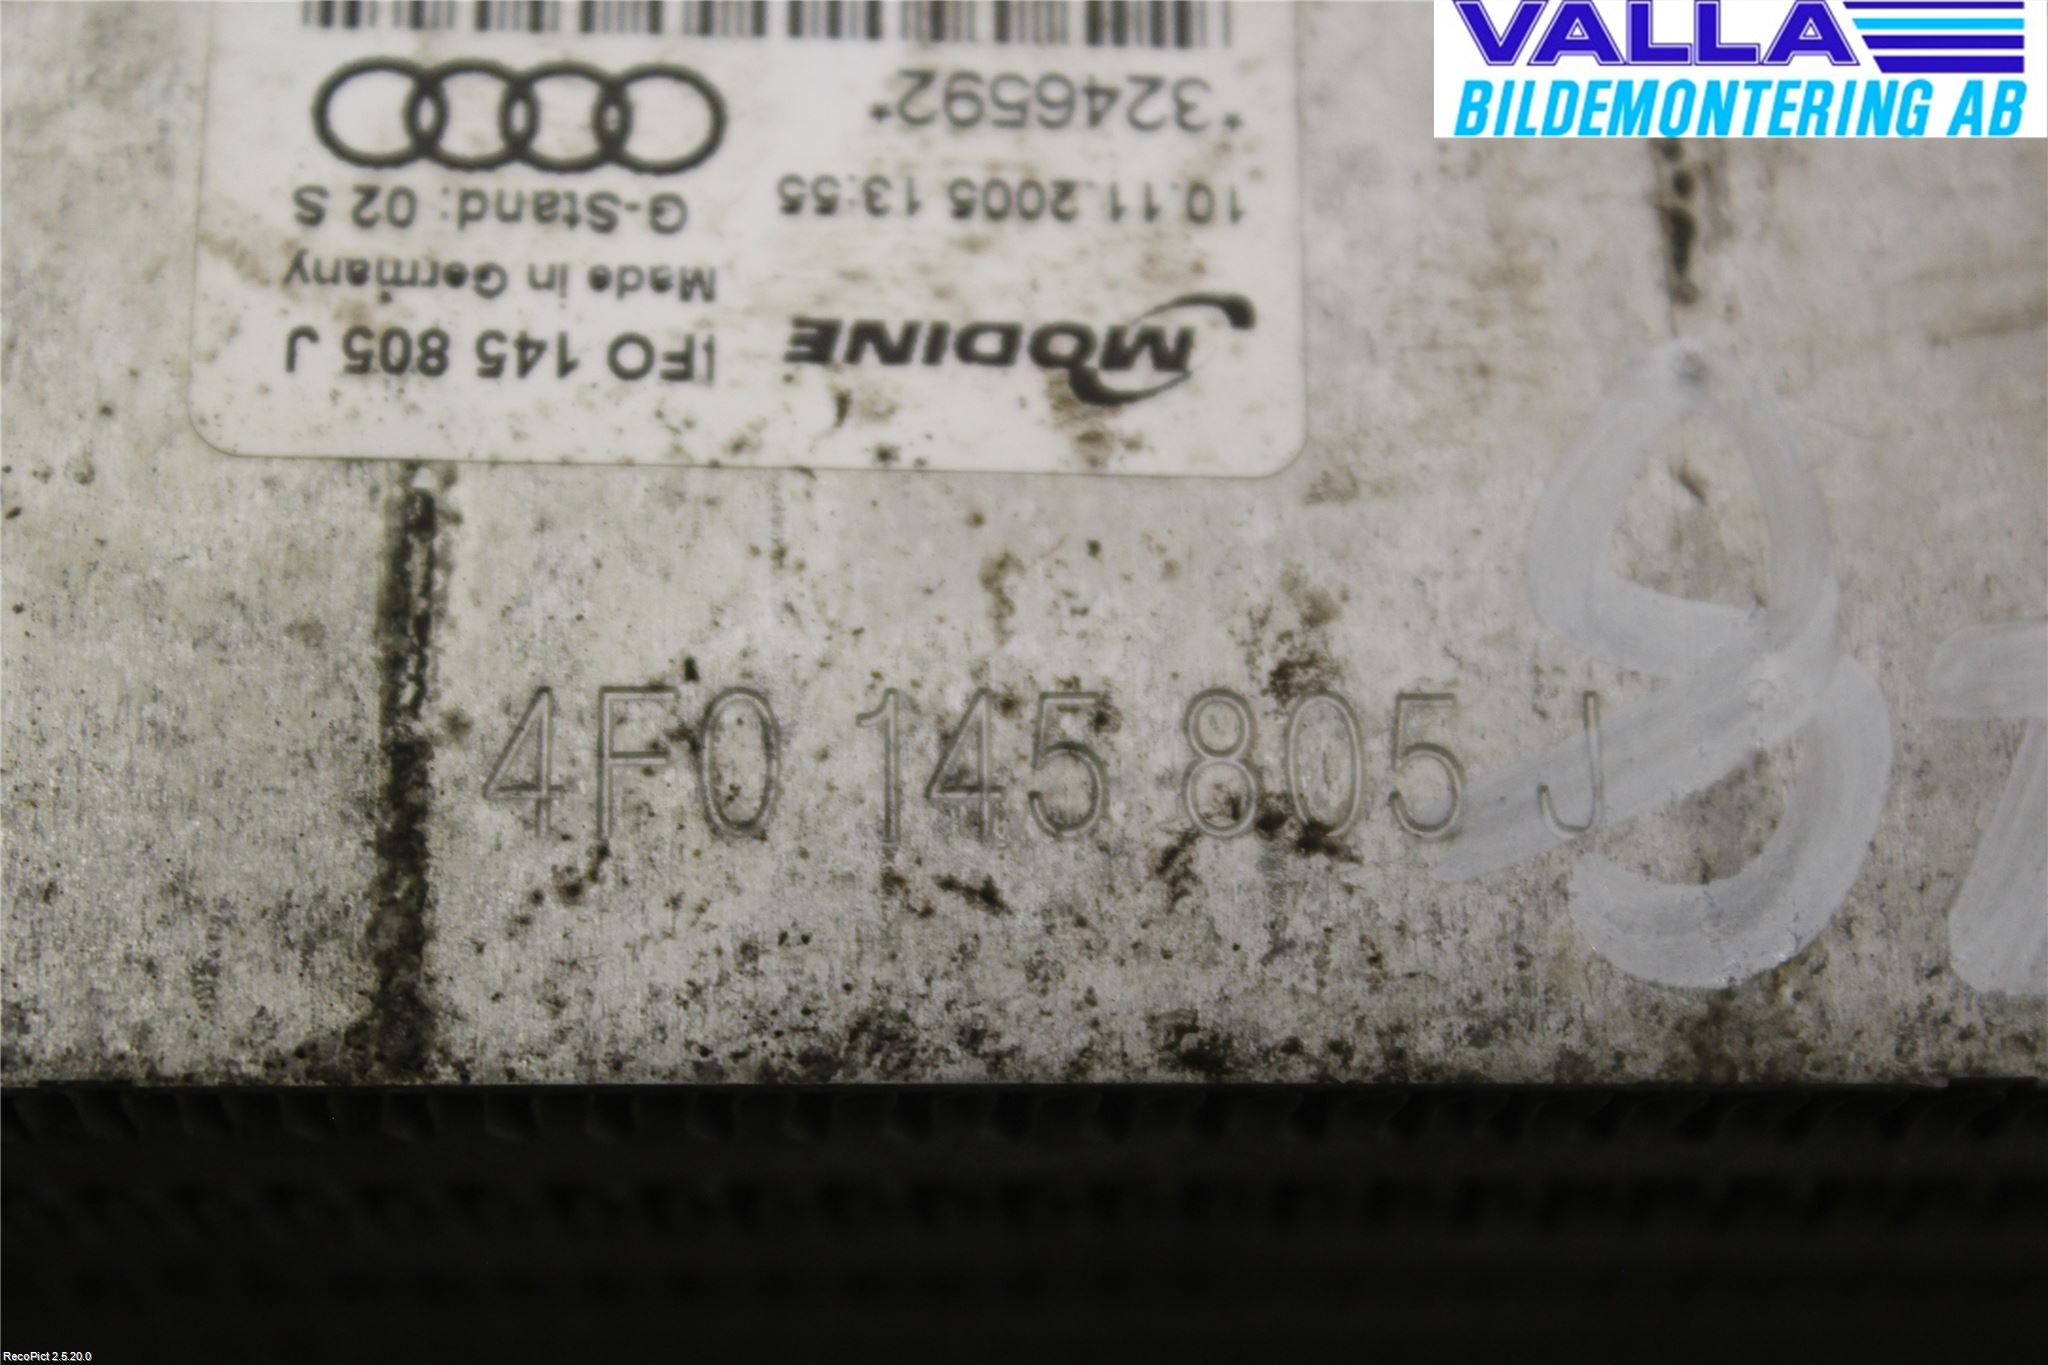 VALLA
BILDEMONTERING AB
4F0 145 805 J
MODINE
F0 145 805 J
Made in Germany
10.11.2005 13:55
G-Stand: 02 S
*3246592*
RecoPict 2.5.20.0